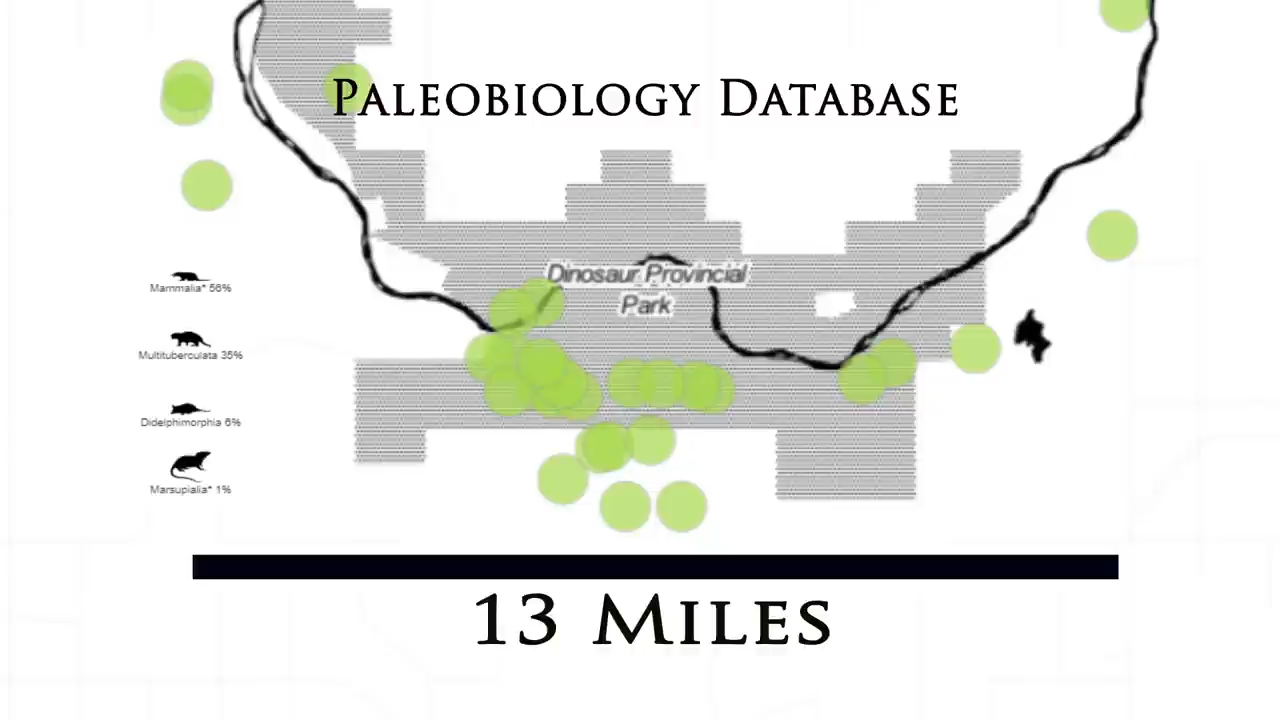 PALEOBIOLOGY DATABASE
Dinosaur Provincial
Park
Mammalia* 56%
Multituberculata 35%
Didelphimorphia 6%
Marsupialia* 1%
13 MILES